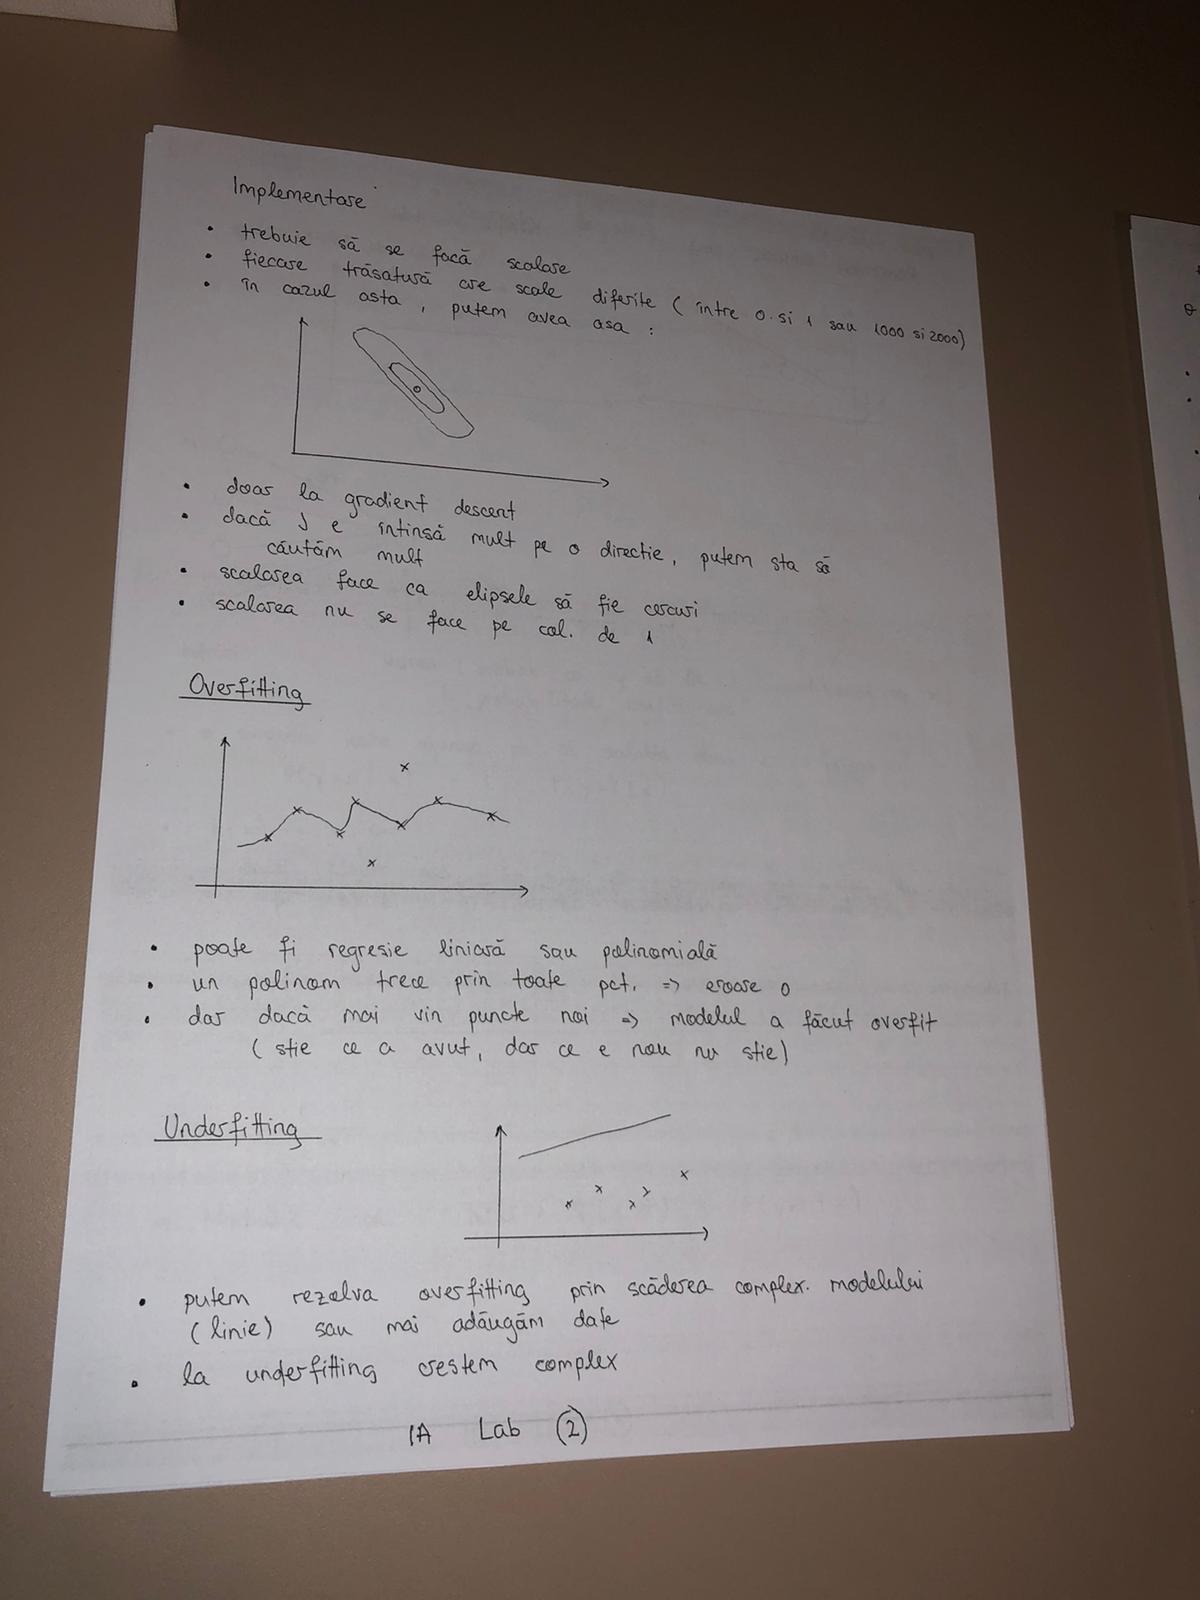 Implementare
• trebuie să se facă scalare
• fiecare trăsatură are scale diferite ( între 0 si 1 sau 1000 si 2000)
• în cazul asta , putem avea asa :
• doar la gradient descent
• dacă J e întinsă mult pe o directie, putem sta să
căutăm mult
• scalarea face ca elipsele să fie cercuri
• scalarea nu se face pe col. de 1
Overfitting
• poate fi regresie liniară sau polinomială
• un polinom trece prin toate pct. => eroare 0
• dar dacă mai vin puncte noi => modelul a făcut overfit
( stie ce a avut, dar ce e nou nu stie)
Underfitting
• putem rezolva overfitting prin scăderea complex. modelului
( linie) sau mai adăugăm date
• la underfitting crestem complex
IA Lab 2